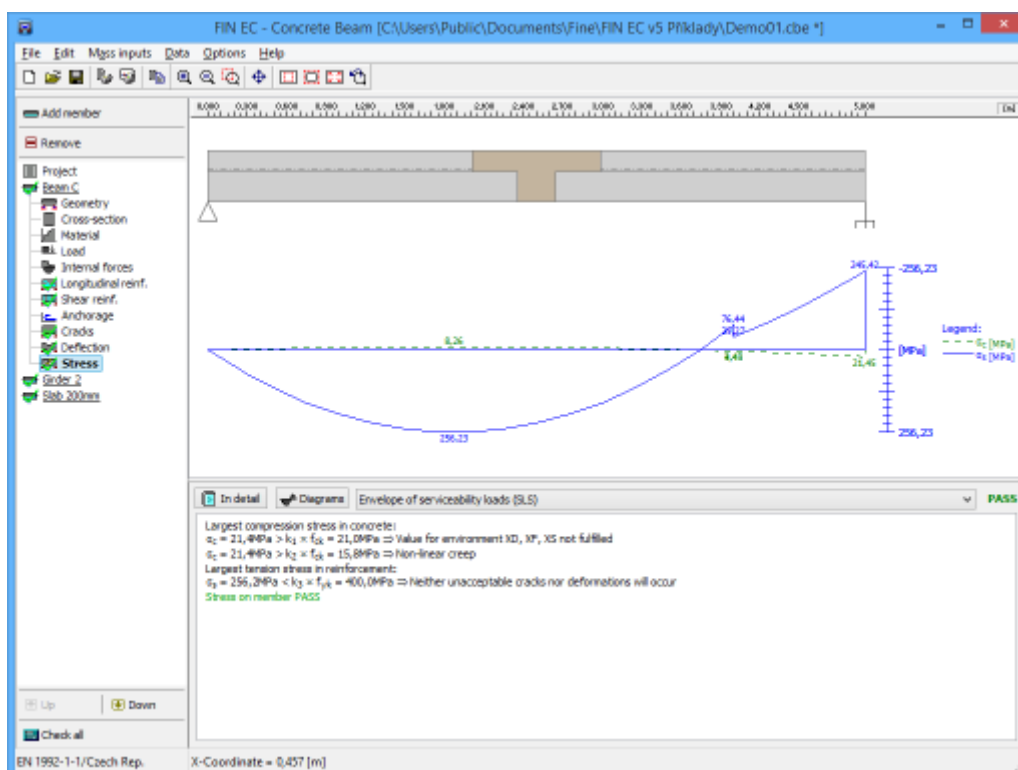 FIN EC - Concrete Beam [C:\Users\Public\Documents\Fine\FIN EC v5 Příklady\Demo01.cbe *]
File Edit Mass inputs Data Options Help
Add member
Remove
Project
Beam C
Geometry
Cross-section
Material
Load
Internal forces
Longitudinal reinf.
Shear reinf.
Anchorage
Cracks
Deflection
Stress
Girder 2
Slab 200mm
Up Down
Check all
[m]
-256,23
76,44
8,26
[MPa]
256,23
256,23
Legend:
σc [MPa]
σs [MPa]
In detail Diagrams Envelope of serviceability loads (SLS) PASS
Largest compression stress in concrete:
σc = 21,4MPa > k1 × fck = 21,0MPa ⇒ Value for environment XD, XF, XS not fulfilled
σc = 21,4MPa > k2 × fck = 15,8MPa ⇒ Non-linear creep
Largest tension stress in reinforcement:
σs = 256,2MPa < k3 × fyk = 400,0MPa ⇒ Neither unacceptable cracks nor deformations will occur
Stress on member PASS
EN 1992-1-1/Czech Rep. X-Coordinate = 0,457 [m]